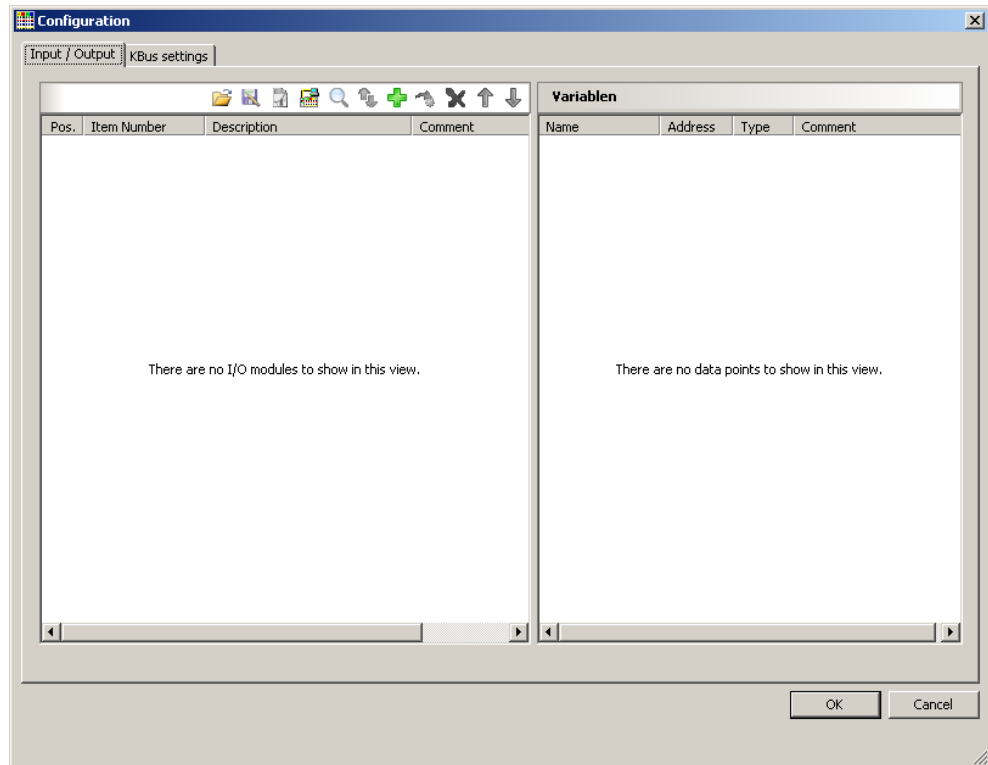 Configuration
Input / Output KBus settings
Variablen
Pos. Item Number Description Comment
Name Address Type Comment
There are no I/O modules to show in this view.
There are no data points to show in this view.
OK Cancel